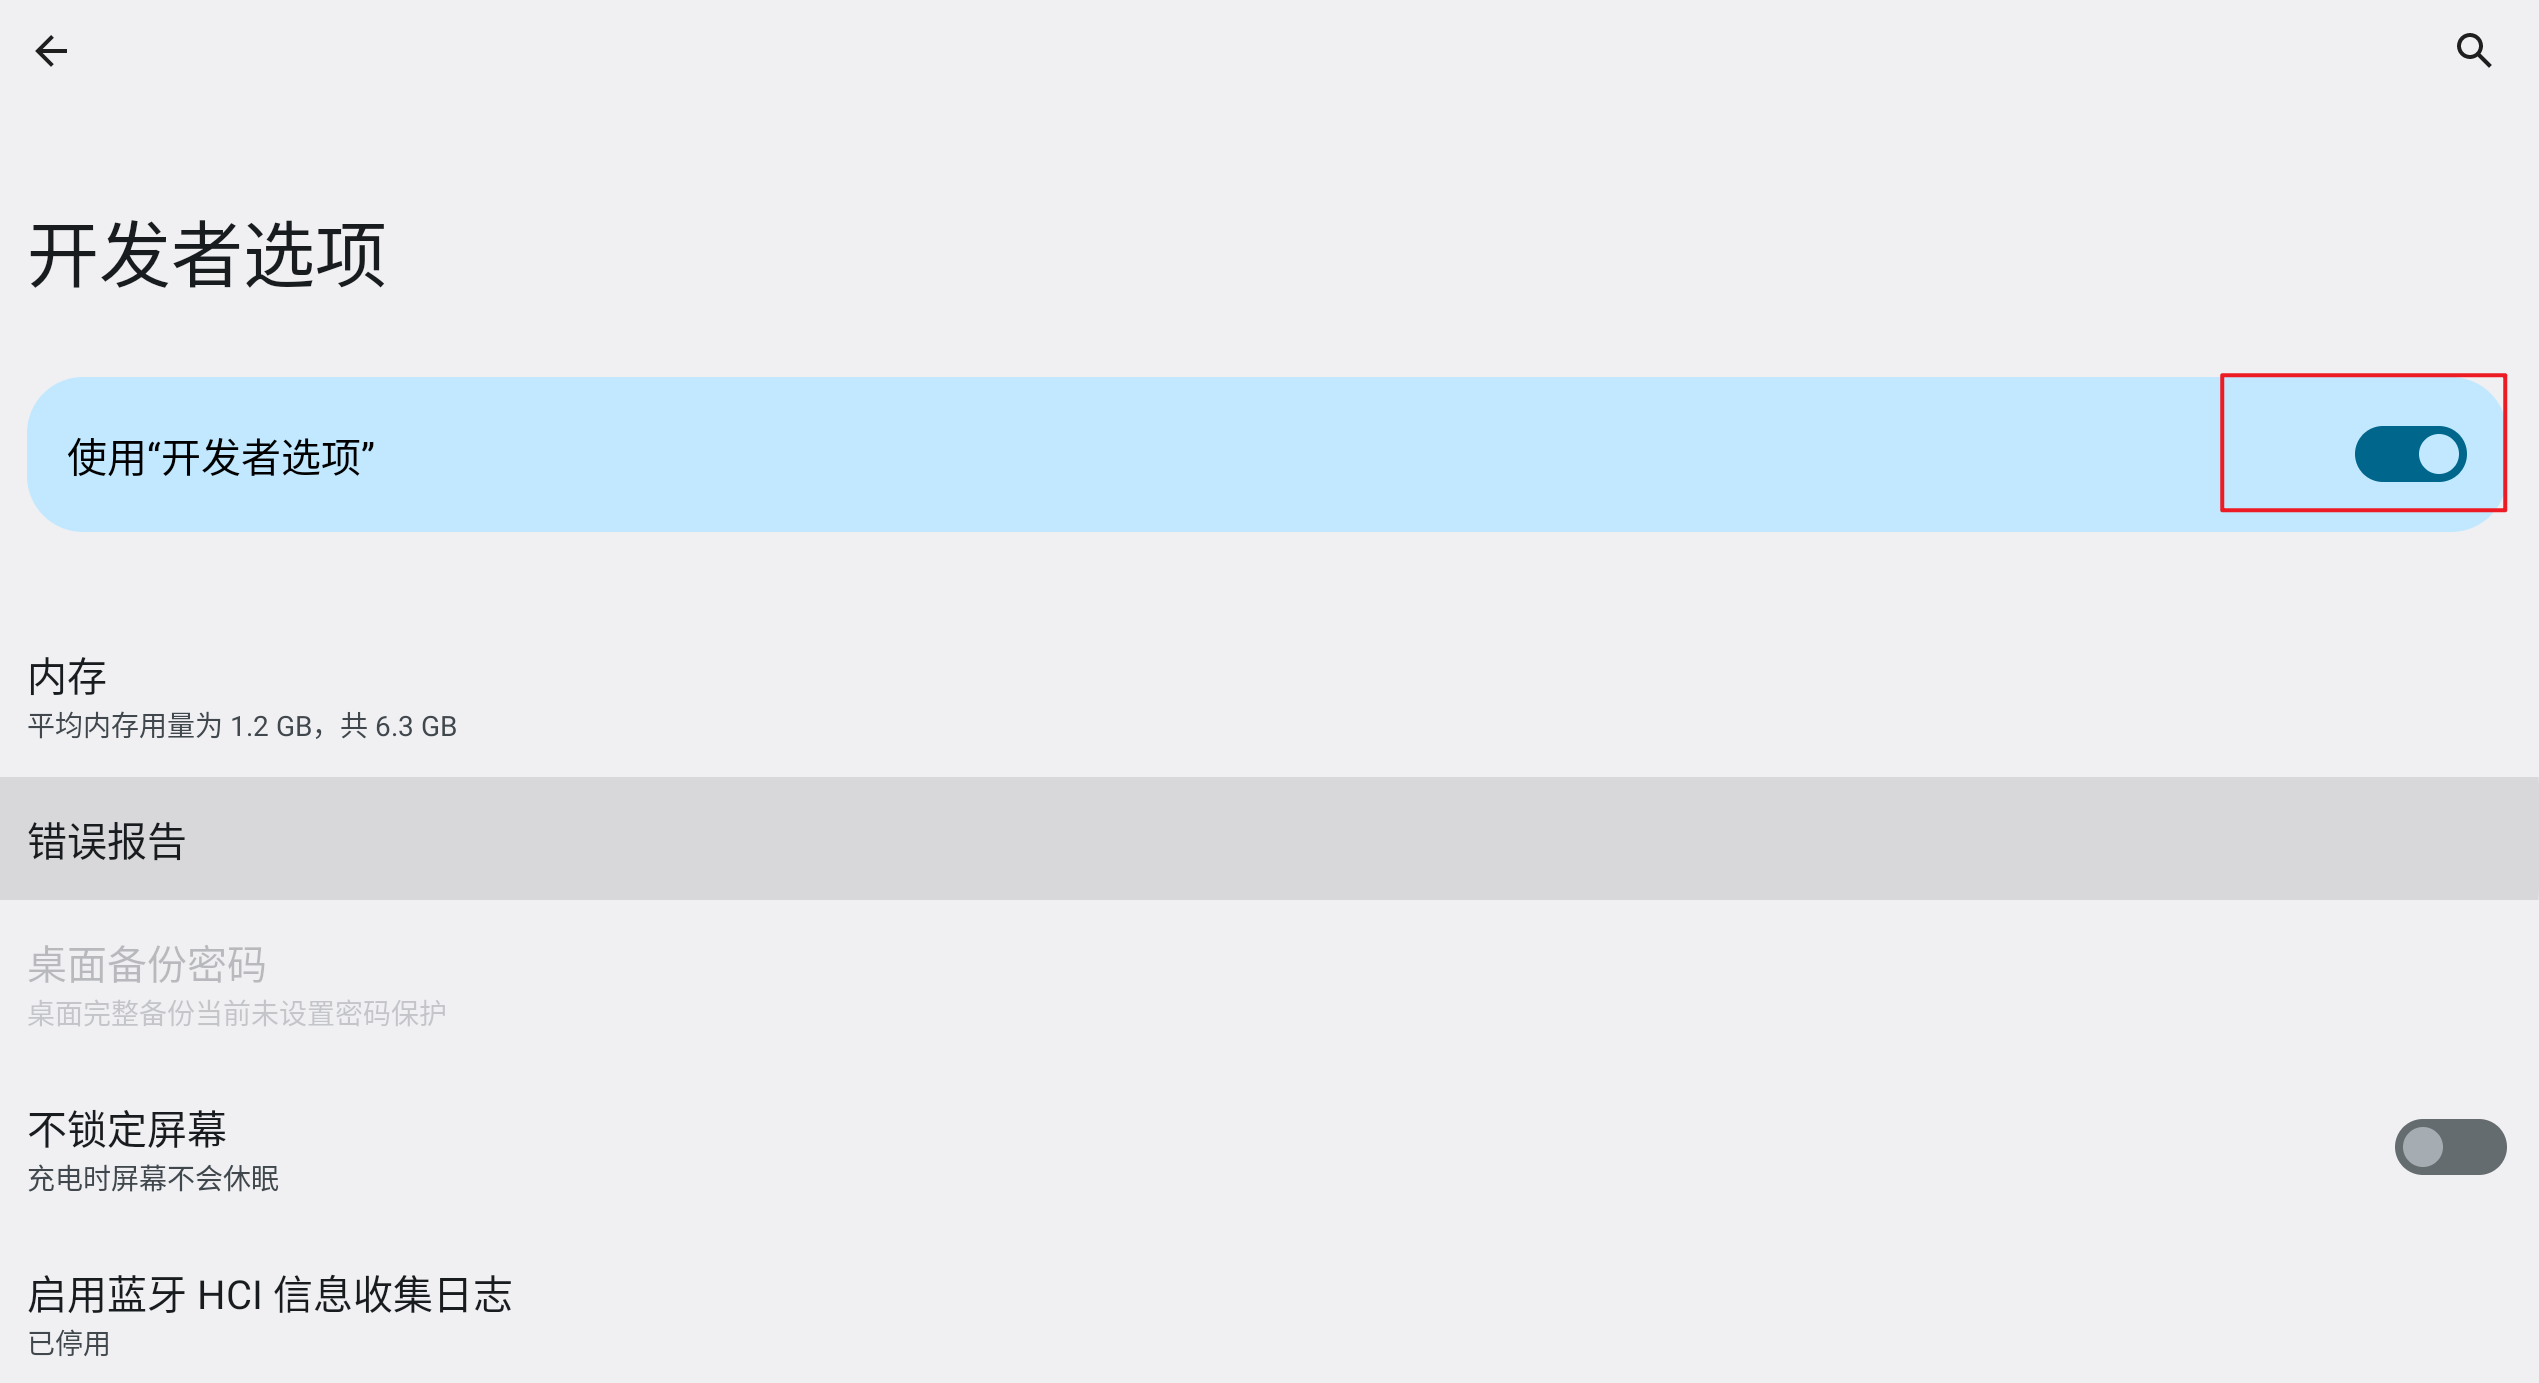 开发者选项
使用“开发者选项”
内存
平均内存用量为 1.2 GB，共 6.3 GB
错误报告
桌面备份密码
桌面完整备份当前未设置密码保护
不锁定屏幕
充电时屏幕不会休眠
启用蓝牙 HCI 信息收集日志
已停用